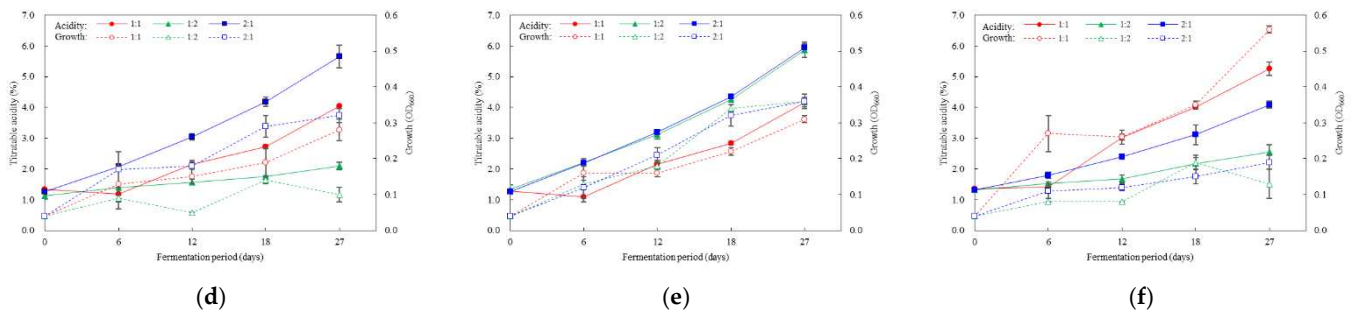 7.0
6.0
5.0
4.0
3.0
2.0
1.0
0.0
Titratable acidity (%)
Acidity: 1:1 1:2 2:1
Growth: 1:1 1:2 2:1
0.6
0.5
0.4
0.3
0.2
0.1
0.0
Growth (OD660)
0 6 12 18 27
Fermentation period (days)
(d)
7.0
6.0
5.0
4.0
3.0
2.0
1.0
0.0
Titratable acidity (%)
Acidity: 1:1 1:2 2:1
Growth: 1:1 1:2 2:1
0.6
0.5
0.4
0.3
0.2
0.1
0.0
Growth (OD660)
0 6 12 18 27
Fermentation period (days)
(e)
7.0
6.0
5.0
4.0
3.0
2.0
1.0
0.0
Titratable acidity (%)
Acidity: 1:1 1:2 2:1
Growth: 1:1 1:2 2:1
0.6
0.5
0.4
0.3
0.2
0.1
0.0
Growth (OD660)
0 6 12 18 27
Fermentation period (days)
(f)